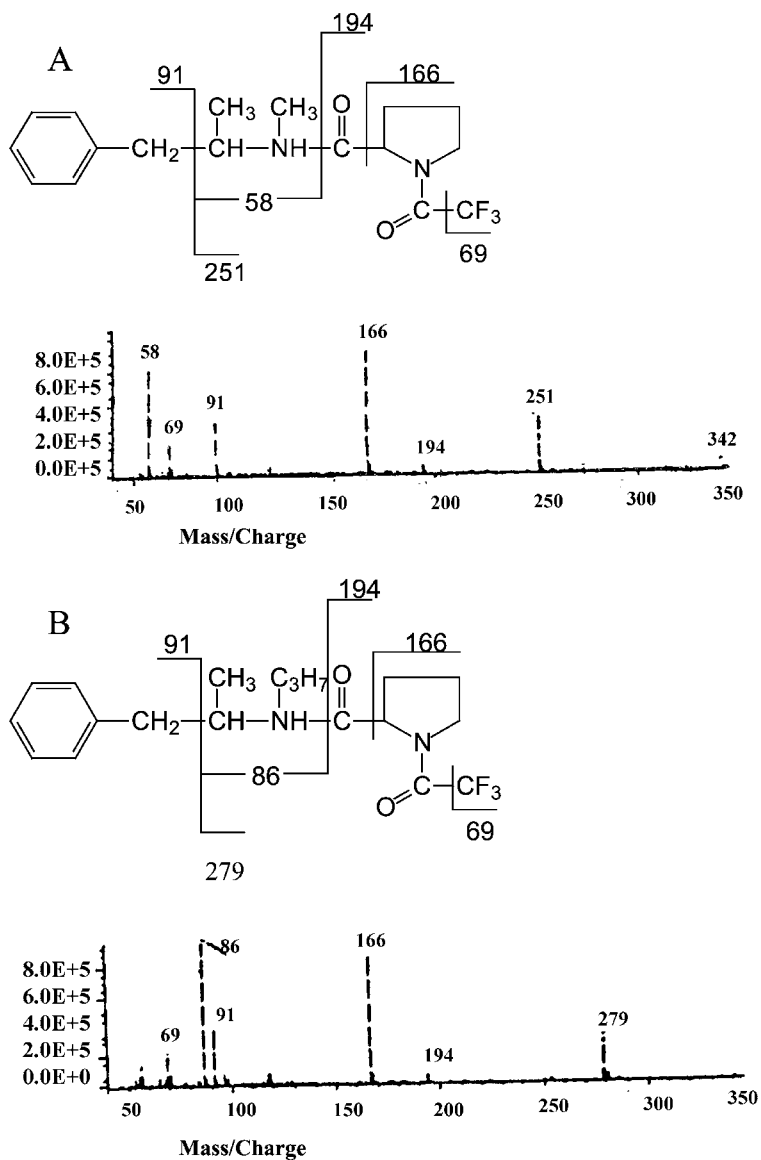 194
A
91
166
CH3 CH3 O
CH2 CH NH C
N
58
C CF3
O
251
69
8.0E+5
6.0E+5
4.0E+5
2.0E+5
0.0E+5
58
69
91
166
194
251
342
50 100 150 200 250 300 350
Mass/Charge
194
B
91
166
CH3 C3H7 O
CH2 CH NH C
N
86
C CF3
O
69
279
8.0E+5
6.0E+5
4.0E+5
2.0E+5
0.0E+0
69
86
91
166
194
279
50 100 150 200 250 300 350
Mass/Charge